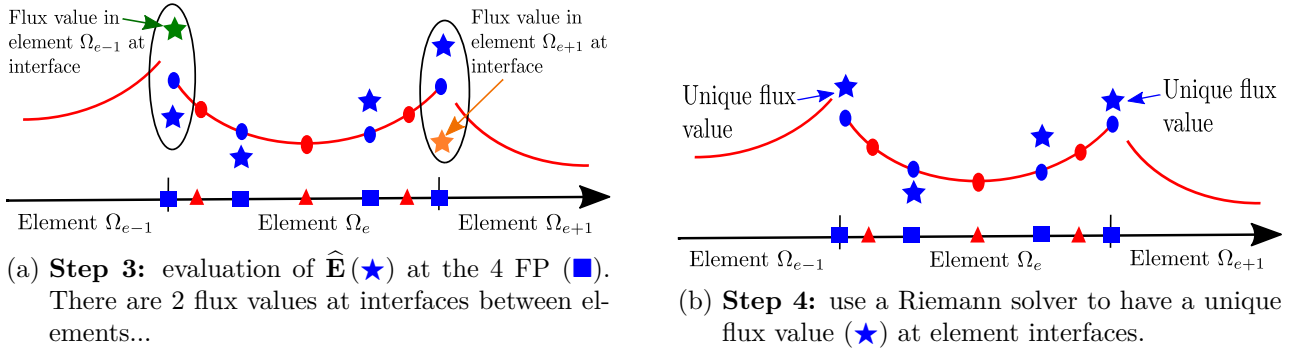 Flux value in
element Ω_{e−1} at
interface
Flux value in
element Ω_{e+1} at
interface
Element Ω_{e−1}
Element Ω_e
Element Ω_{e+1}
(a) Step 3: evaluation of \widehat{E}(★) at the 4 FP (■).
There are 2 flux values at interfaces between el-
ements...
Unique flux
value
Unique flux
value
Element Ω_{e−1}
Element Ω_e
Element Ω_{e+1}
(b) Step 4: use a Riemann solver to have a unique
flux value (★) at element interfaces.